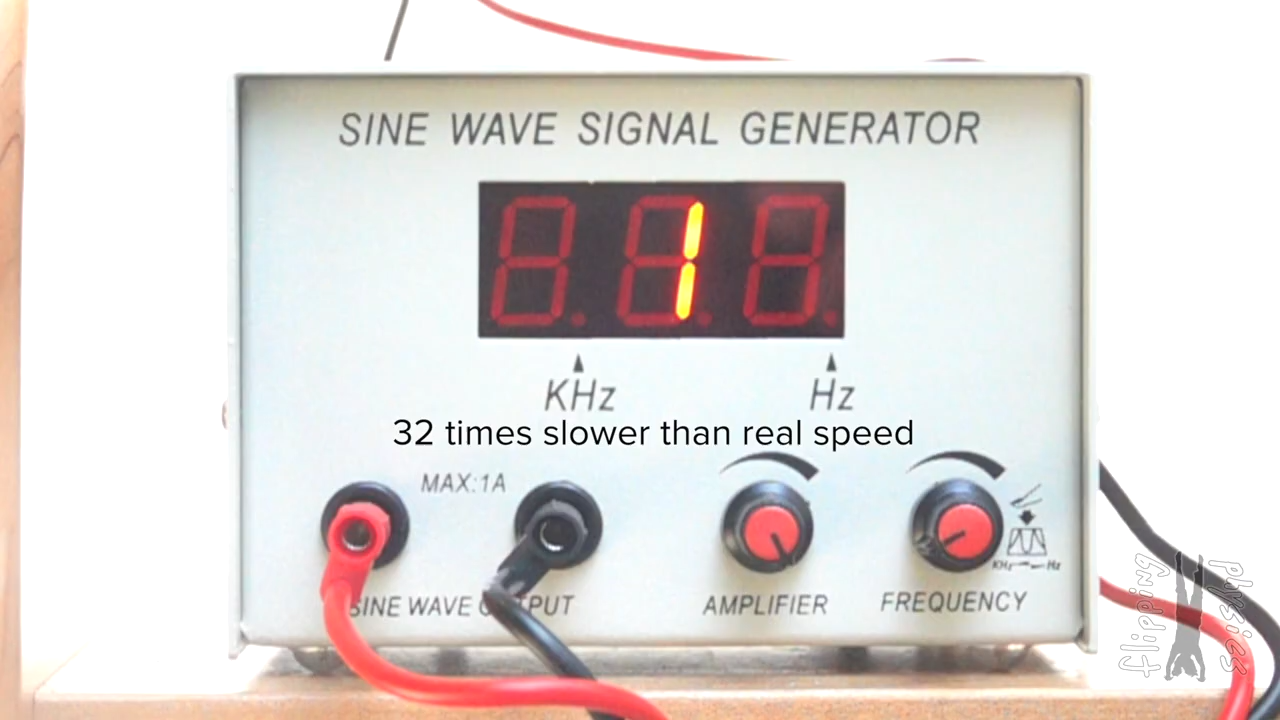 SINE WAVE SIGNAL GENERATOR
1
KHz
Hz
32 times slower than real speed
MAX:1A
KHz
Hz
SINE WAVE OUTPUT
AMPLIFIER
FREQUENCY
flipping
physics